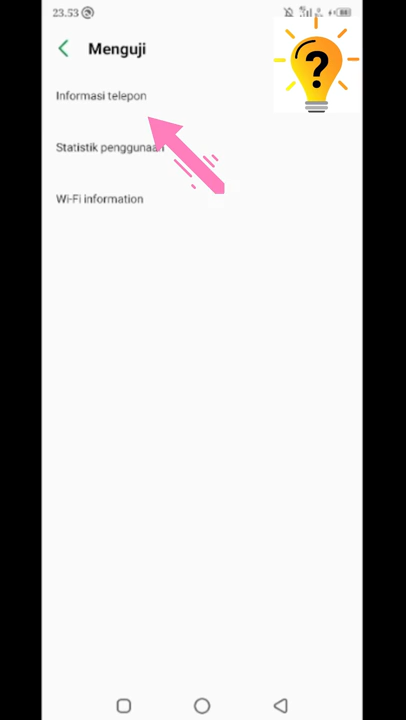 23.53
Menguji
Informasi telepon
Statistik penggunaan
Wi-Fi information
?